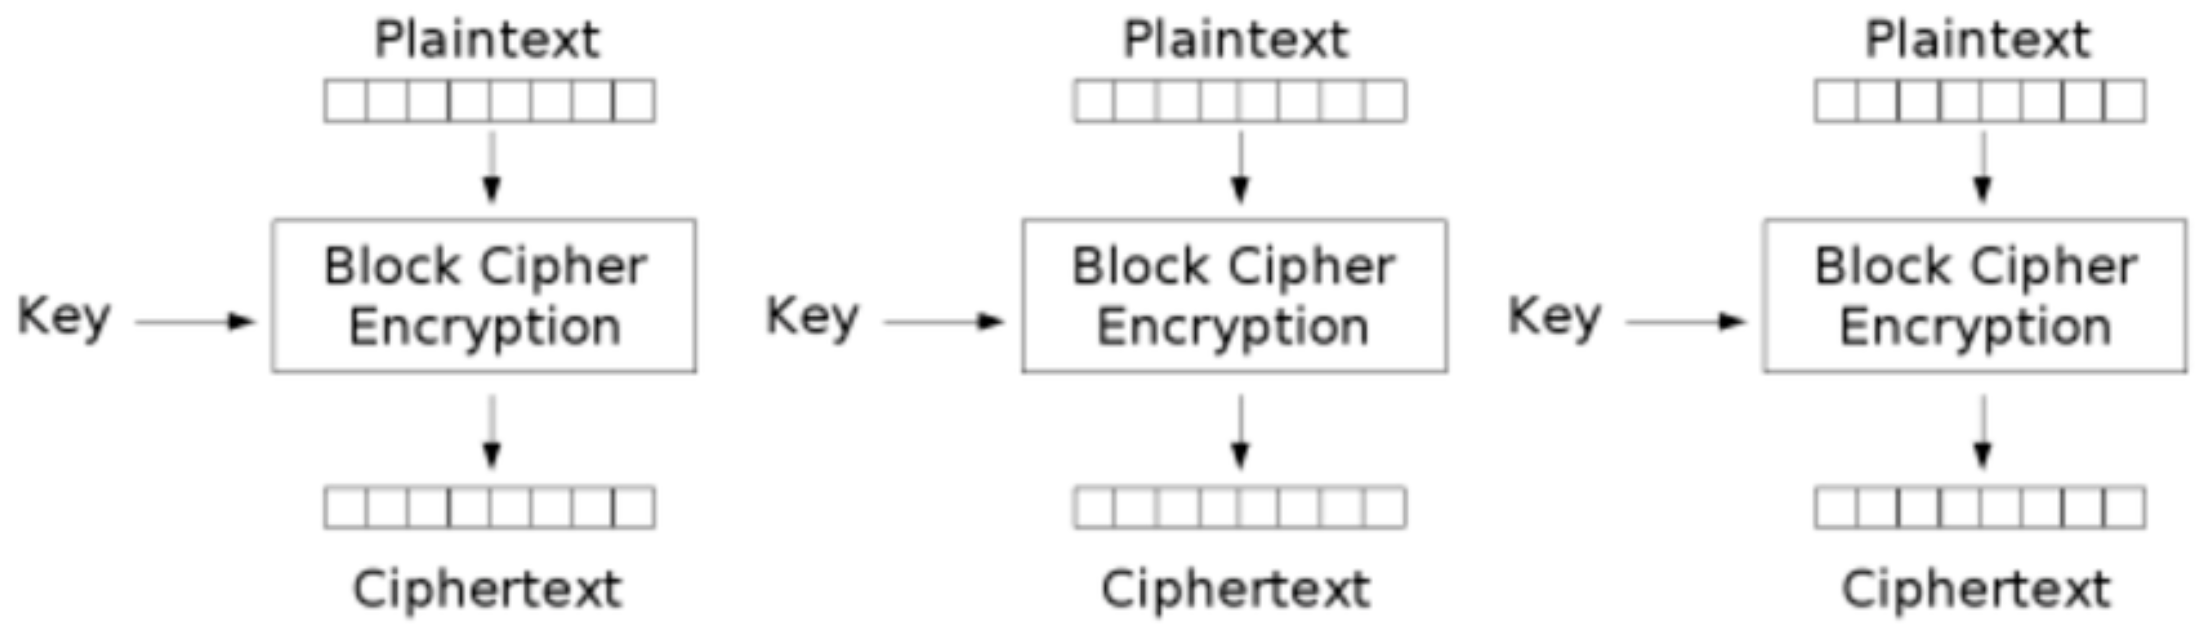 Plaintext
Plaintext
Plaintext
Key
Block Cipher
Encryption
Key
Block Cipher
Encryption
Key
Block Cipher
Encryption
Ciphertext
Ciphertext
Ciphertext